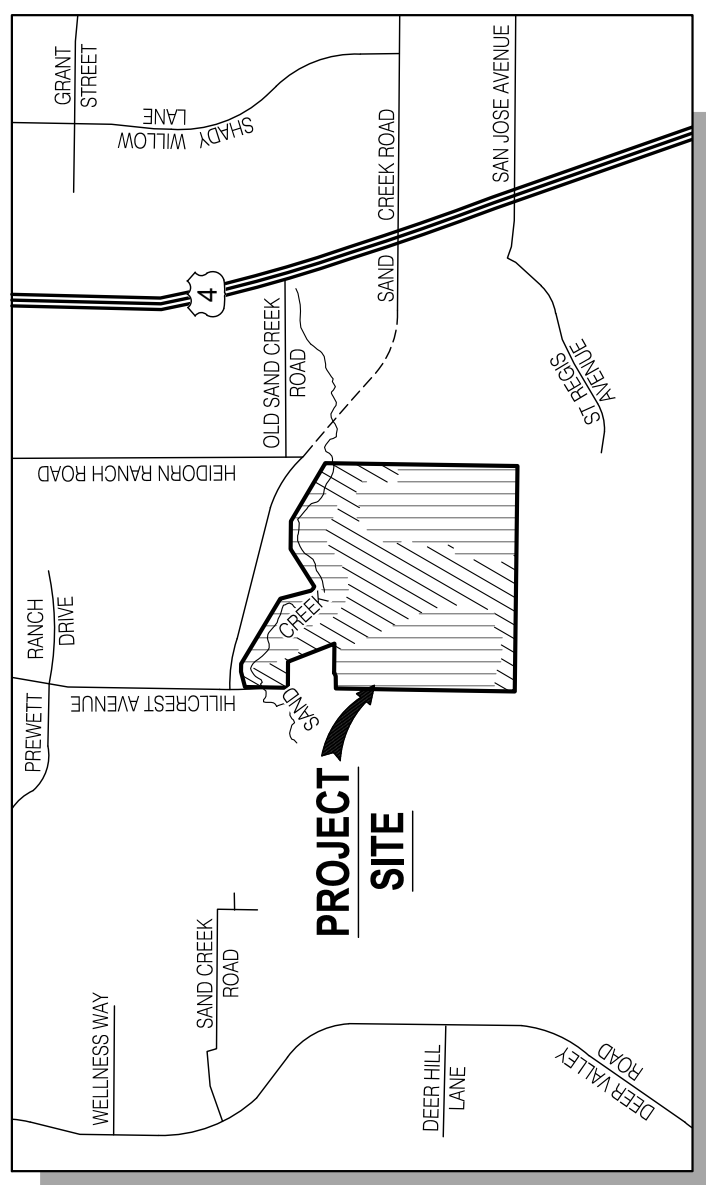 GRANT
STREET
SHADY WILLOW
LANE
SAND CREEK ROAD
SAN JOSE AVENUE
4
OLD SAND CREEK
ROAD
ST REGIS
AVENUE
HEIDORN RANCH ROAD
PREWETT RANCH
DRIVE
HILLCREST AVENUE
SAND CREEK
PROJECT
SITE
SAND CREEK
ROAD
WELLNESS WAY
DEER HILL
LANE
DEER VALLEY
ROAD